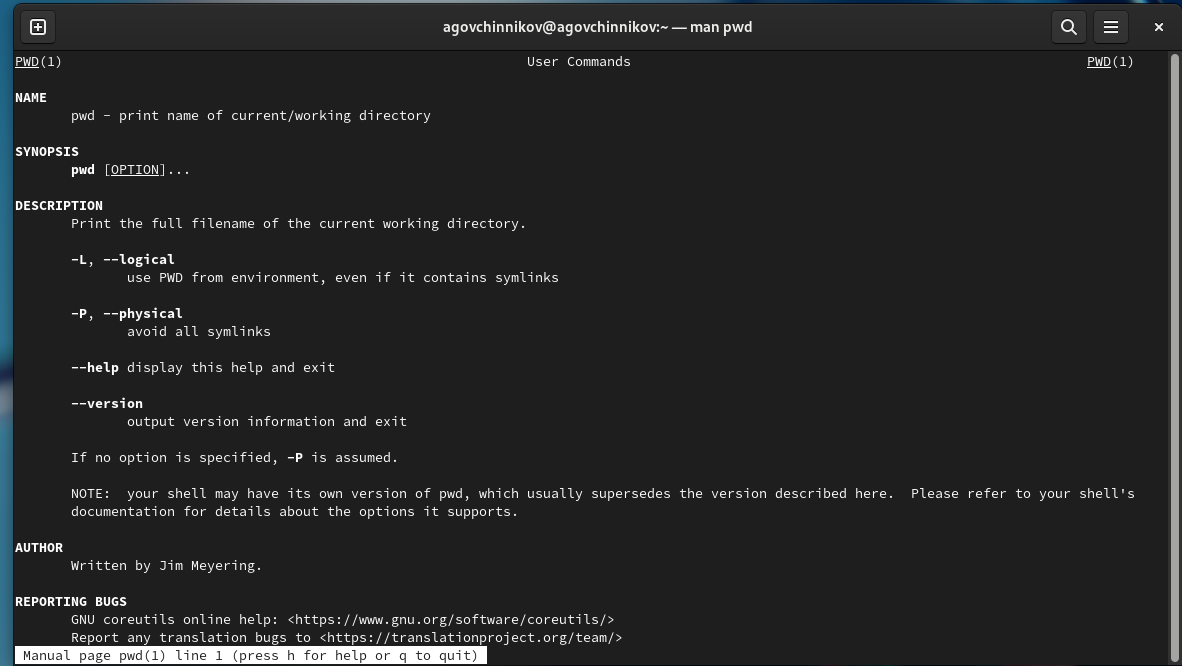 agovchinnikov@agovchinnikov:~ — man pwd
PWD(1) User Commands PWD(1)
NAME
pwd - print name of current/working directory
SYNOPSIS
pwd [OPTION]...
DESCRIPTION
Print the full filename of the current working directory.
-L, --logical
use PWD from environment, even if it contains symlinks
-P, --physical
avoid all symlinks
--help display this help and exit
--version
output version information and exit
If no option is specified, -P is assumed.
NOTE:  your shell may have its own version of pwd, which usually supersedes the version described here.  Please refer to your shell's
documentation for details about the options it supports.
AUTHOR
Written by Jim Meyering.
REPORTING BUGS
GNU coreutils online help: <https://www.gnu.org/software/coreutils/>
Report any translation bugs to <https://translationproject.org/team/>
Manual page pwd(1) line 1 (press h for help or q to quit)